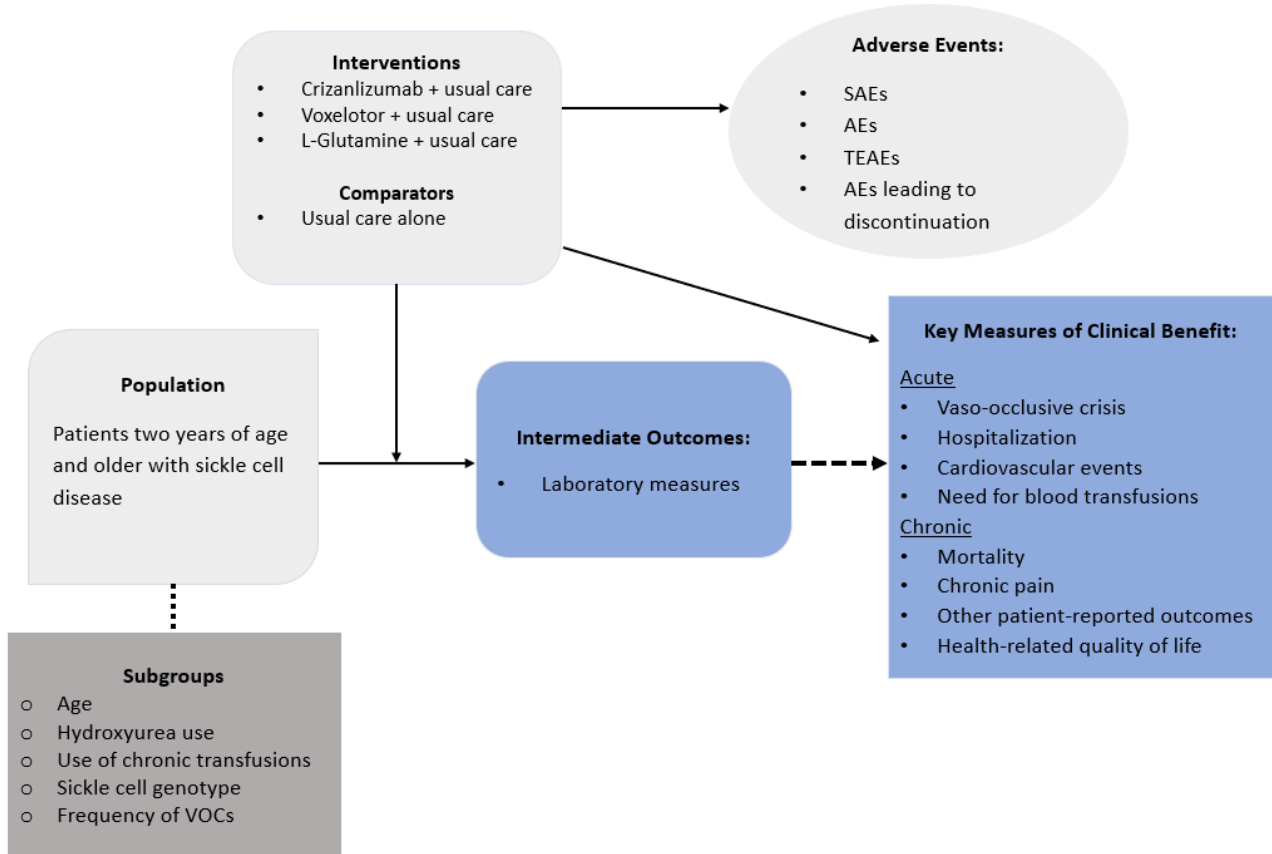 Interventions
• Crizanlizumab + usual care
• Voxelotor + usual care
• L-Glutamine + usual care
Comparators
• Usual care alone
Adverse Events:
• SAEs
• AEs
• TEAEs
• AEs leading to
discontinuation
Population
Patients two years of age
and older with sickle cell
disease
Intermediate Outcomes:
• Laboratory measures
Key Measures of Clinical Benefit:
Acute
• Vaso-occlusive crisis
• Hospitalization
• Cardiovascular events
• Need for blood transfusions
Chronic
• Mortality
• Chronic pain
• Other patient-reported outcomes
• Health-related quality of life
Subgroups
o Age
o Hydroxyurea use
o Use of chronic transfusions
o Sickle cell genotype
o Frequency of VOCs